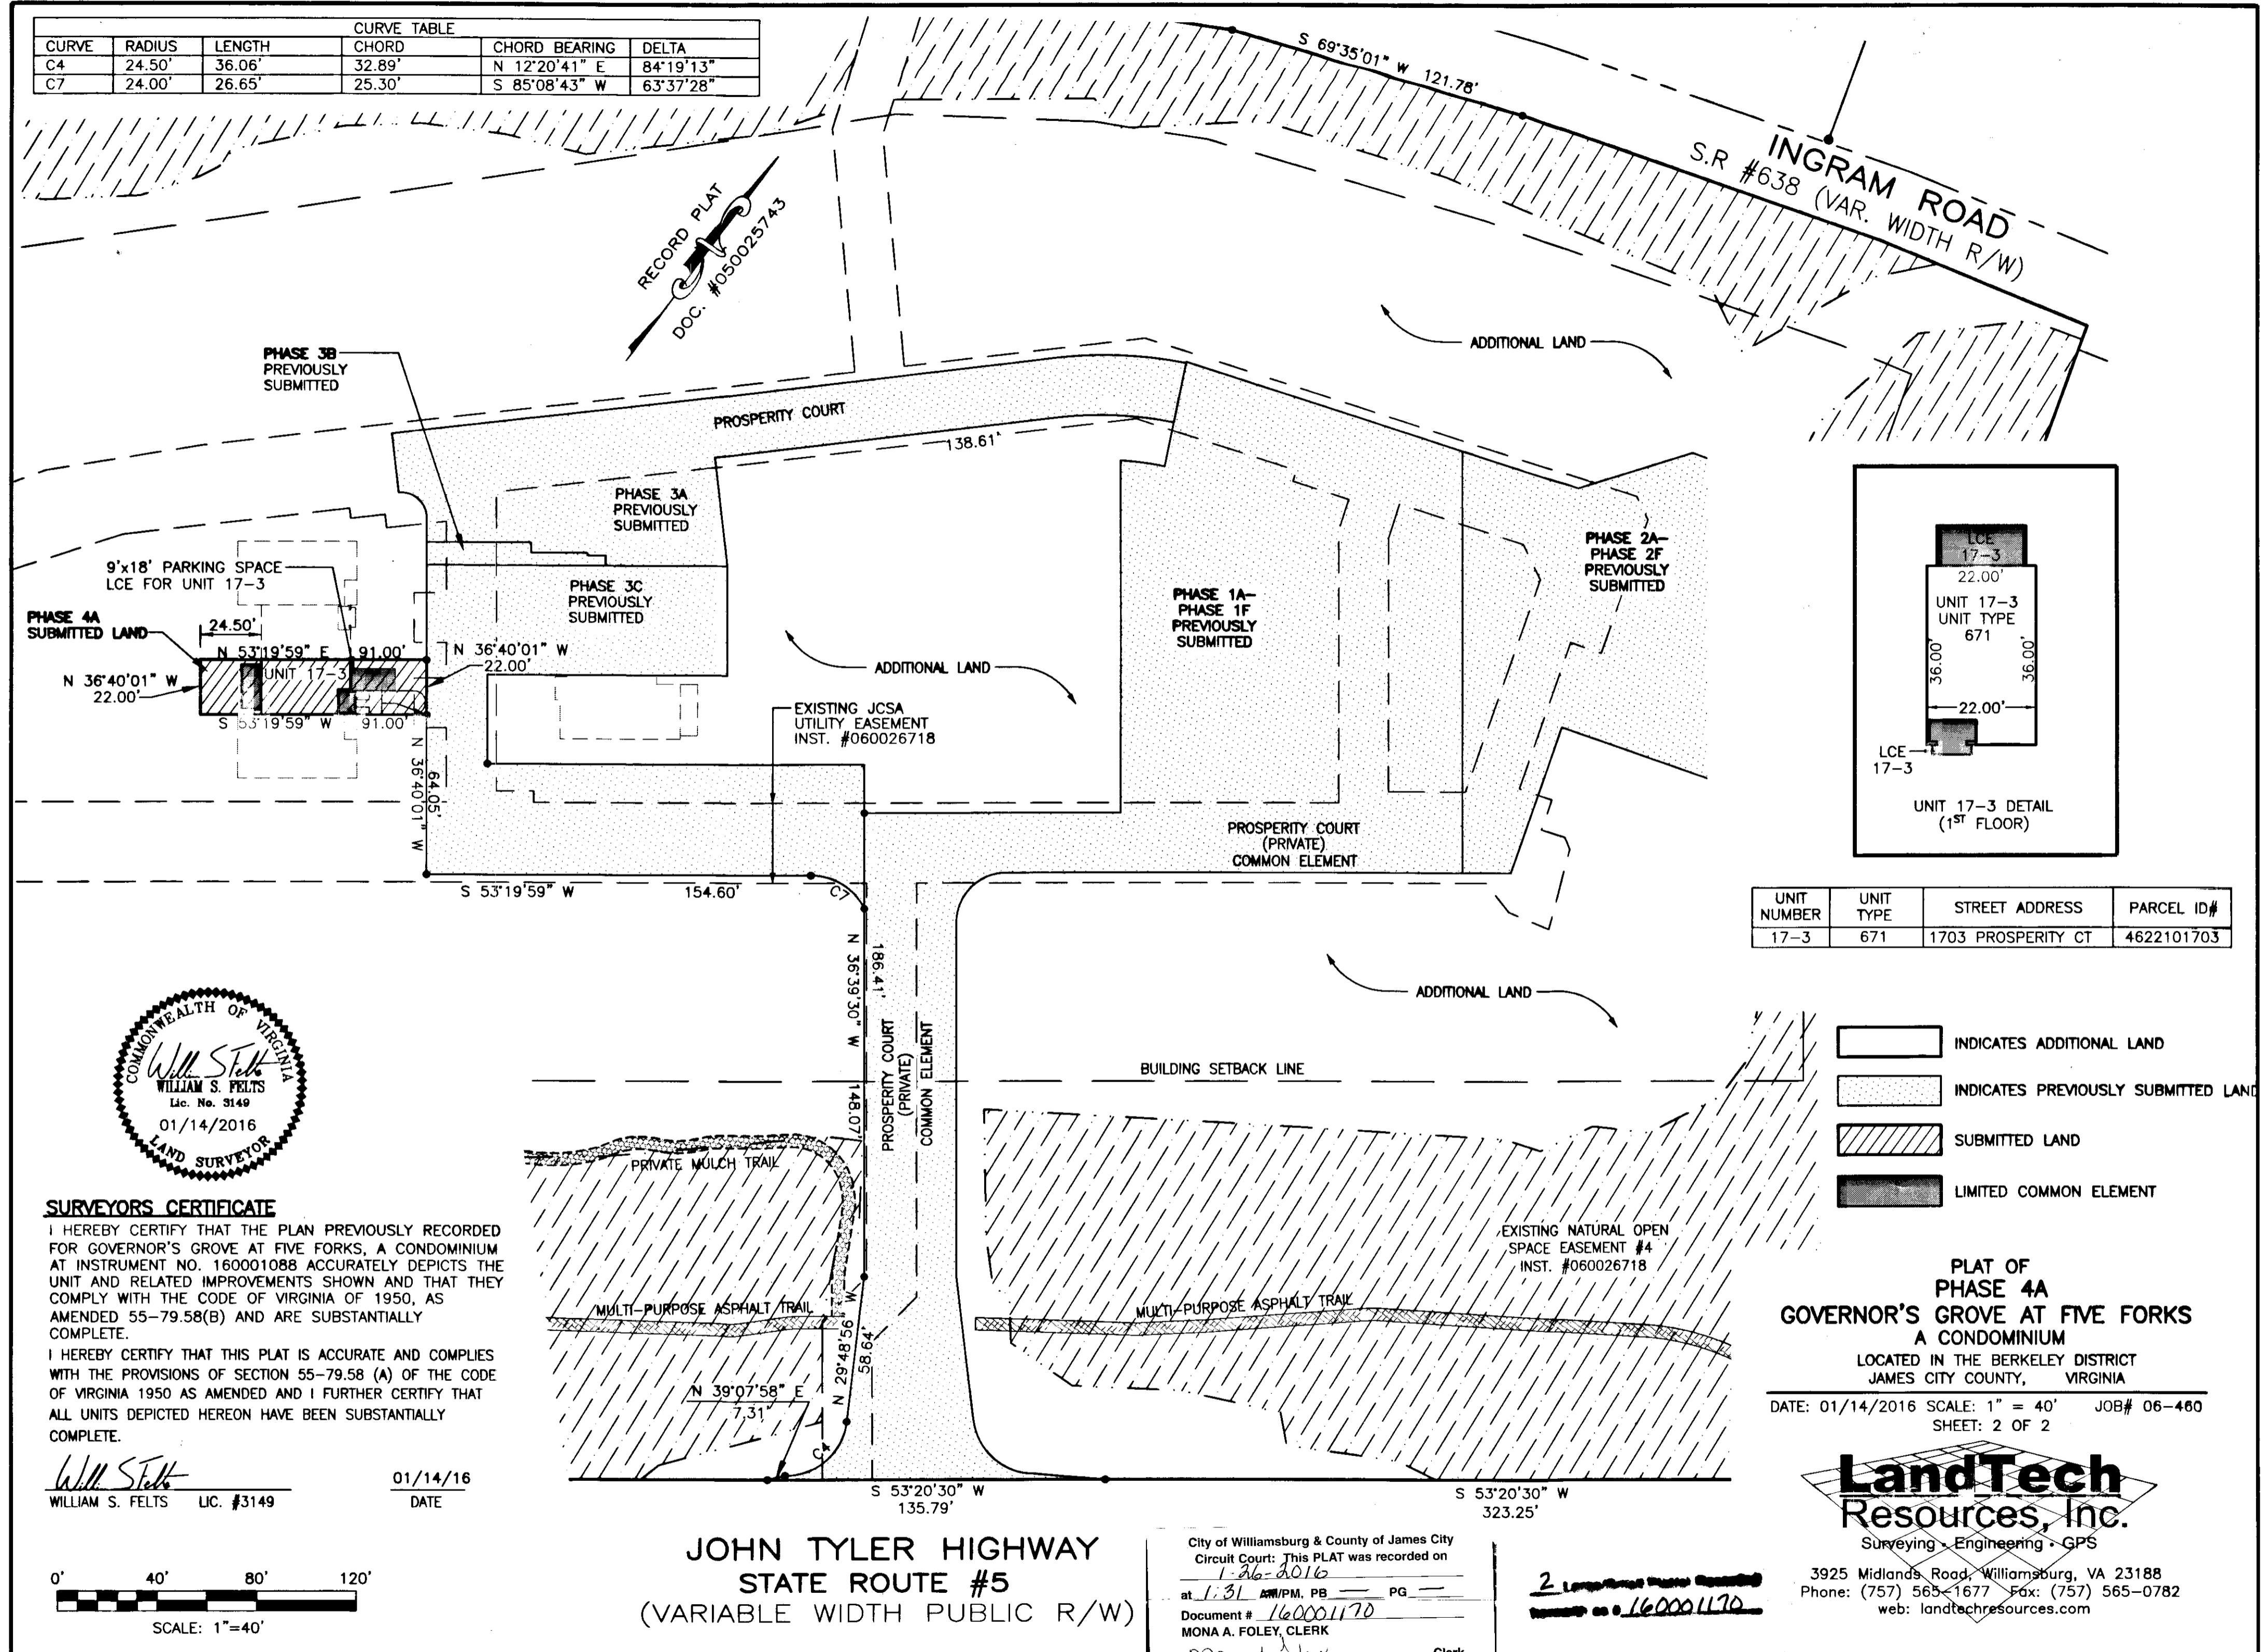 CURVE TABLE
CURVE RADIUS LENGTH CHORD CHORD BEARING DELTA
C4 24.50' 36.06' 32.89' N 12°20'41" E 84°19'13"
C7 24.00' 26.65' 25.30' S 85°08'43" W 63°37'28"
S 69°35'01" W 121.78'
INGRAM ROAD
S.R #638 (VAR. WIDTH R/W)
RECORD PLAT
DOC. #050025743
ADDITIONAL LAND
PHASE 3B
PREVIOUSLY
SUBMITTED
PROSPERITY COURT
138.61'
PHASE 3A
PREVIOUSLY
SUBMITTED
PHASE 2A-
PHASE 2F
PREVIOUSLY
SUBMITTED
9'x18' PARKING SPACE
LCE FOR UNIT 17-3
PHASE 3C
PREVIOUSLY
SUBMITTED
PHASE 1A-
PHASE 1F
PREVIOUSLY
SUBMITTED
PHASE 4A
SUBMITTED LAND
24.50'
N 53°19'59" E 91.00'
N 36°40'01" W
22.00'
UNIT 17-3
N 36°40'01" W
22.00'
S 53°19'59" W 91.00'
ADDITIONAL LAND
EXISTING JCSA
UTILITY EASEMENT
INST. #060026718
N 36°40'01" W
64.05'
PROSPERITY COURT
(PRIVATE)
COMMON ELEMENT
S 53°19'59" W 154.60'
C7
LCE
17-3
22.00'
UNIT 17-3
UNIT TYPE
671
36.00'
36.00'
22.00'
LCE
17-3
UNIT 17-3 DETAIL
(1ST FLOOR)
UNIT NUMBER UNIT TYPE STREET ADDRESS PARCEL ID#
17-3 671 1703 PROSPERITY CT 4622101703
N 36°39'30" W 148.07'
186.41'
PROSPERITY COURT
(PRIVATE)
COMMON ELEMENT
ADDITIONAL LAND
BUILDING SETBACK LINE
INDICATES ADDITIONAL LAND
INDICATES PREVIOUSLY SUBMITTED LAND
SUBMITTED LAND
LIMITED COMMON ELEMENT
COMMONWEALTH OF VIRGINIA
WILLIAM S. FELTS
Lic. No. 3149
01/14/2016
LAND SURVEYOR
PRIVATE MULCH TRAIL
MULTI-PURPOSE ASPHALT TRAIL
MULTI-PURPOSE ASPHALT TRAIL
EXISTING NATURAL OPEN
SPACE EASEMENT #4
INST. #060026718
N 29°48'56" W
58.64'
N 39°07'58" E
7.31'
C4
S 53°20'30" W
135.79'
S 53°20'30" W
323.25'
SURVEYORS CERTIFICATE
I HEREBY CERTIFY THAT THE PLAN PREVIOUSLY RECORDED
FOR GOVERNOR'S GROVE AT FIVE FORKS, A CONDOMINIUM
AT INSTRUMENT NO. 160001088 ACCURATELY DEPICTS THE
UNIT AND RELATED IMPROVEMENTS SHOWN AND THAT THEY
COMPLY WITH THE CODE OF VIRGINIA OF 1950, AS
AMENDED 55-79.58(B) AND ARE SUBSTANTIALLY
COMPLETE.
I HEREBY CERTIFY THAT THIS PLAT IS ACCURATE AND COMPLIES
WITH THE PROVISIONS OF SECTION 55-79.58 (A) OF THE CODE
OF VIRGINIA 1950 AS AMENDED AND I FURTHER CERTIFY THAT
ALL UNITS DEPICTED HEREON HAVE BEEN SUBSTANTIALLY
COMPLETE.
01/14/16
WILLIAM S. FELTS LIC. #3149 DATE
0' 40' 80' 120'
SCALE: 1"=40'
JOHN TYLER HIGHWAY
STATE ROUTE #5
(VARIABLE WIDTH PUBLIC R/W)
City of Williamsburg & County of James City
Circuit Court: This PLAT was recorded on
1-26-2016
at 1:31 AM/PM. PB — PG —
Document # 160001170
MONA A. FOLEY, CLERK
Clerk
2
160001170
PLAT OF
PHASE 4A
GOVERNOR'S GROVE AT FIVE FORKS
A CONDOMINIUM
LOCATED IN THE BERKELEY DISTRICT
JAMES CITY COUNTY, VIRGINIA
DATE: 01/14/2016 SCALE: 1" = 40' JOB# 06-460
SHEET: 2 OF 2
LandTech
Resources, Inc.
Surveying • Engineering • GPS
3925 Midlands Road, Williamsburg, VA 23188
Phone: (757) 565-1677 Fax: (757) 565-0782
web: landtechresources.com